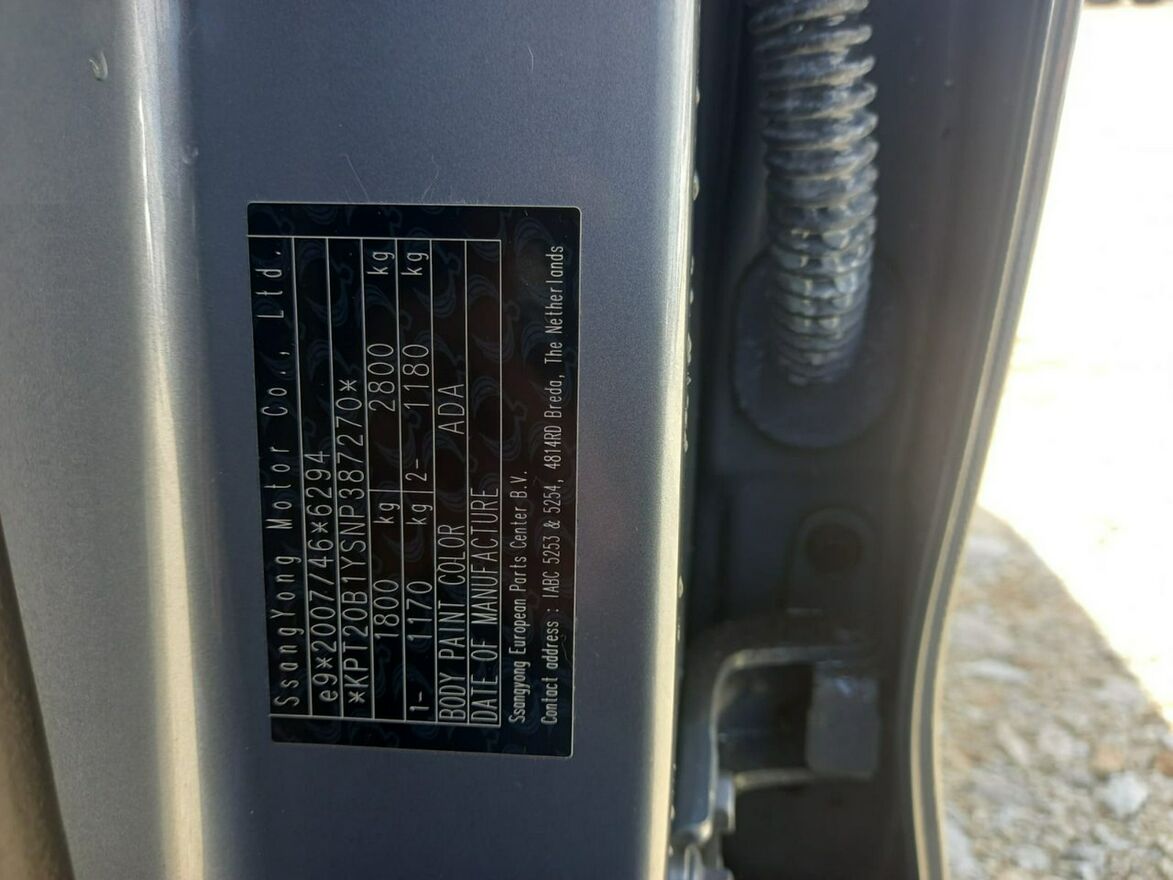 SsangYong Motor Co., Ltd.
e9*2007/46*6294
*KPT20B1YSNP387270*
1800 kg 2800 kg
1- 1170 kg 2- 1180 kg
BODY PAINT COLOR ADA
DATE OF MANUFACTURE
Ssangyong European Parts Center B.V.
Contact address : IABC 5253 & 5254, 4814RD Breda, The Netherlands